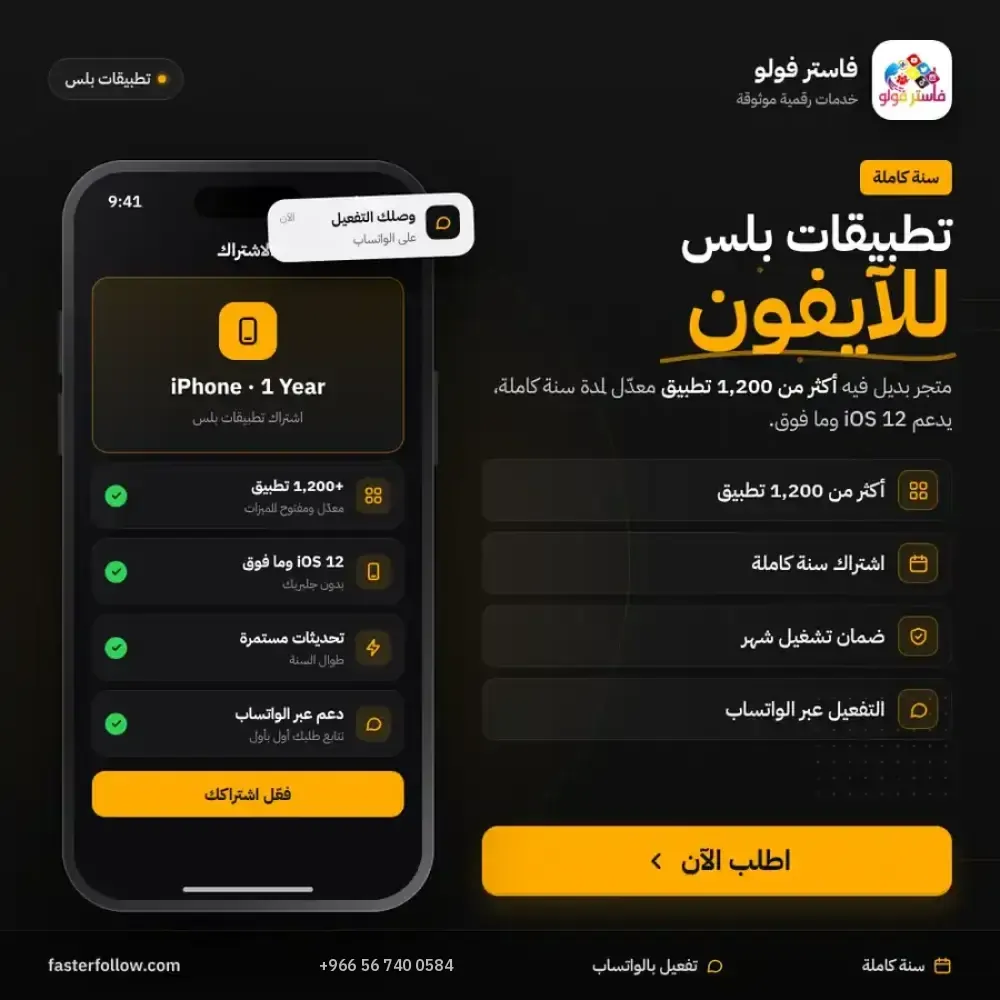 فاستر فولو
فاستر فولو
خدمات رقمية موثوقة
تطبيقات بلس
سنة كاملة
تطبيقات بلس
للآيفون
متجر بديل فيه أكثر من 1,200 تطبيق معدّل لمدة سنة كاملة،
يدعم iOS 12 وما فوق.
أكثر من 1,200 تطبيق
اشتراك سنة كاملة
ضمان تشغيل شهر
التفعيل عبر الواتساب
اطلب الآن
9:41
وصلك التفعيل
الآن
على الواتساب
الاشتراك
iPhone · 1 Year
اشتراك تطبيقات بلس
+1,200 تطبيق
معدّل ومفتوح الميزات
iOS 12 وما فوق
بدون جلبريك
تحديثات مستمرة
طوال السنة
دعم عبر الواتساب
نتابع طلبك أول بأول
فعّل اشتراكك
سنة كاملة
تفعيل بالواتساب
+966 56 740 0584
fasterfollow.com